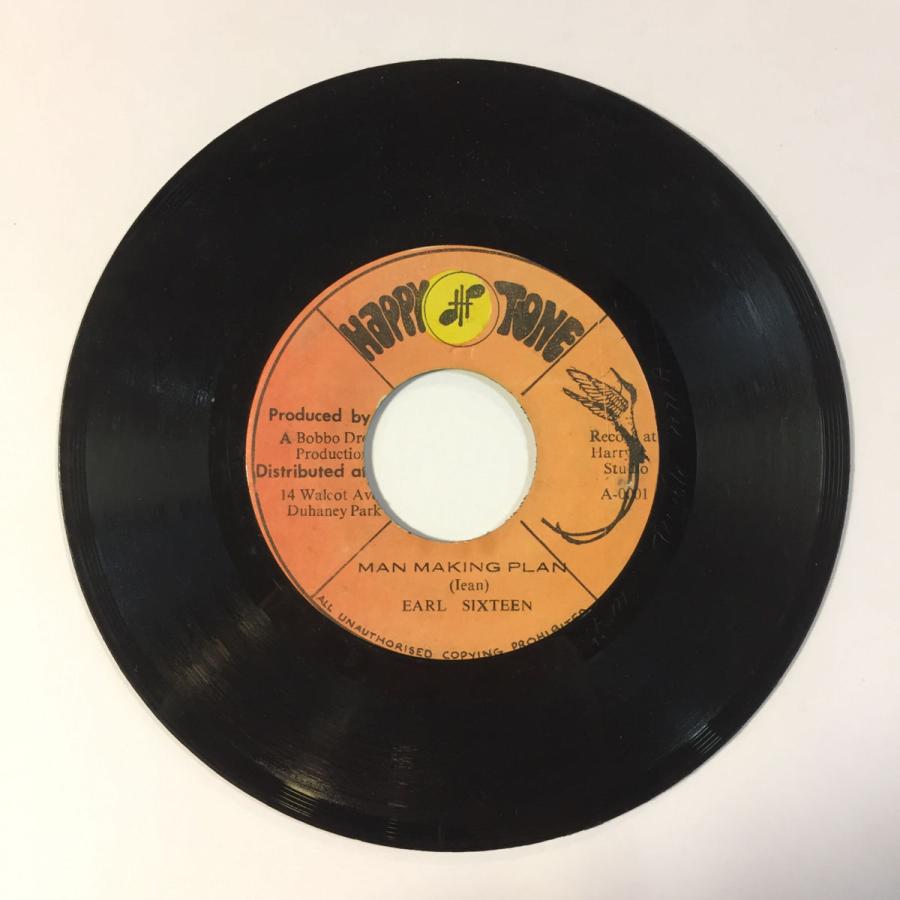 HAPPY TONE
Produced by
A Bobbo Dre
Production
Distributed at
14 Walcot Av
Duhaney Park
Record at
Harry
Studio
A-0001
MAN MAKING PLAN
(Iean)
EARL SIXTEEN
ALL UNAUTHORISED COPYING PROHIBITED